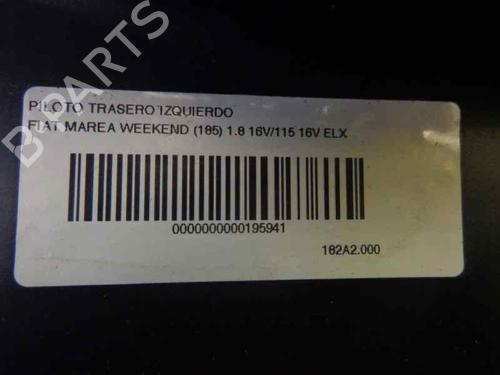 B PARTS
PILOTO TRASERO IZQUIERDO
FIAT MAREA WEEKEND (185) 1.8 16V/115 16V ELX
0000000000195941
182A2.000